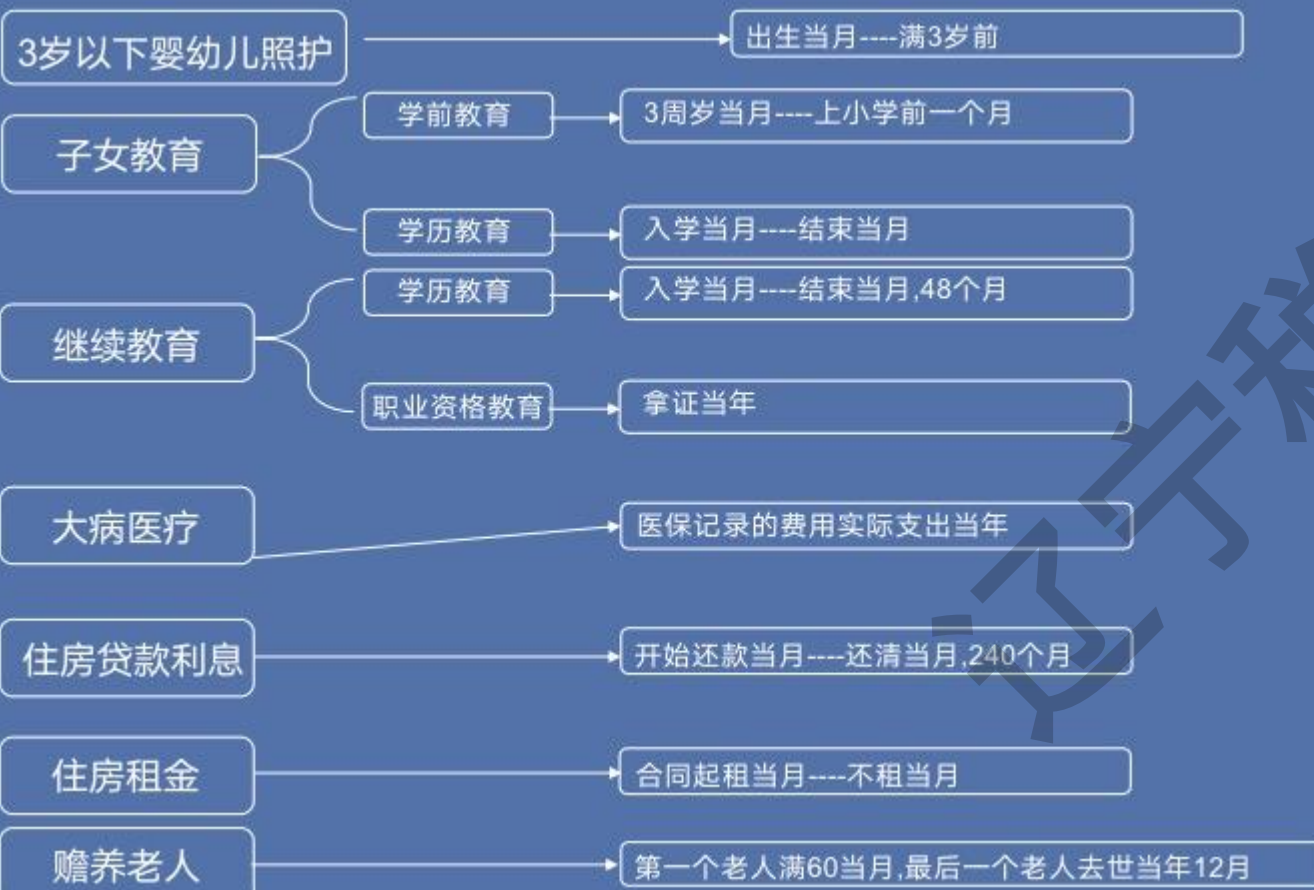 3岁以下婴幼儿照护
出生当月----满3岁前
子女教育
学前教育
3周岁当月----上小学前一个月
学历教育
入学当月----结束当月
继续教育
学历教育
入学当月----结束当月,48个月
职业资格教育
拿证当年
大病医疗
医保记录的费用实际支出当年
住房贷款利息
开始还款当月----还清当月,240个月
住房租金
合同起租当月----不租当月
赡养老人
第一个老人满60当月,最后一个老人去世当年12月
辽宁税